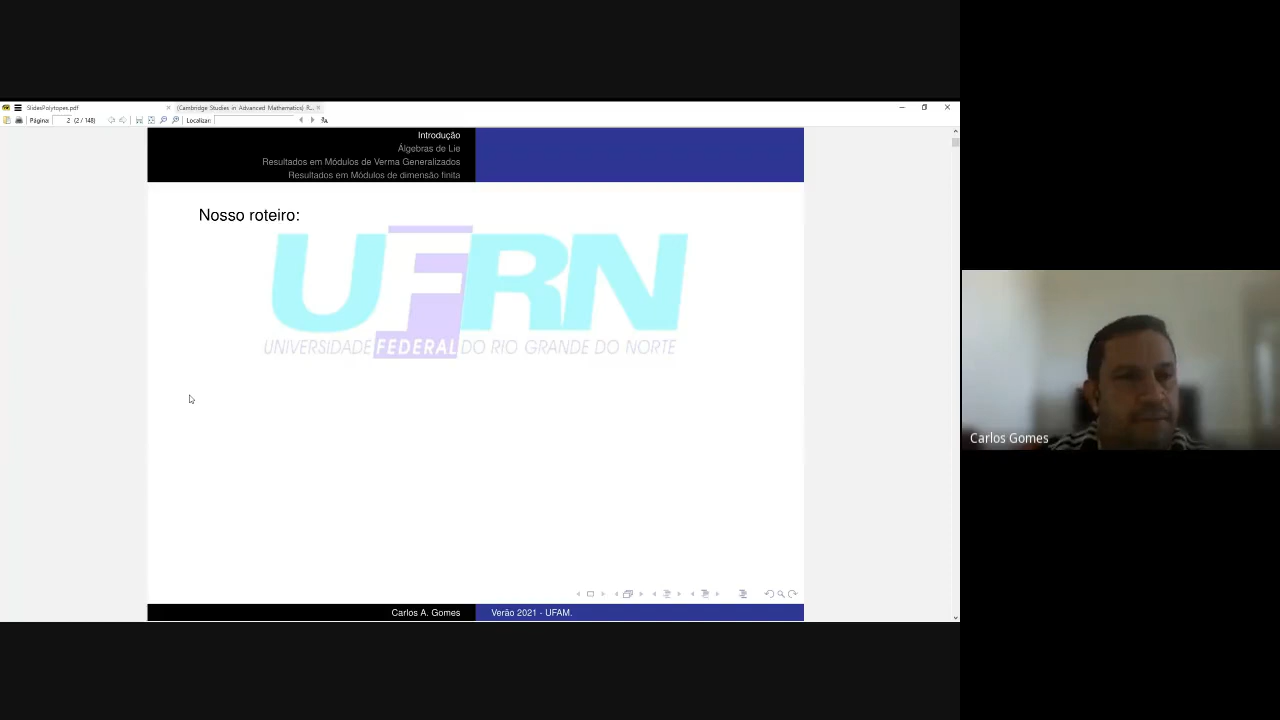 SlidesPolytopes.pdf
(Cambridge Studies in Advanced Mathematics) R...
Página:
2
(2 / 148)
Localizar:
Introdução
Álgebras de Lie
Resultados em Módulos de Verma Generalizados
Resultados em Módulos de dimensão finita
Nosso roteiro:
UFRN
UNIVERSIDADE FEDERAL DO RIO GRANDE DO NORTE
Carlos Gomes
Carlos A. Gomes
Verão 2021 - UFAM.